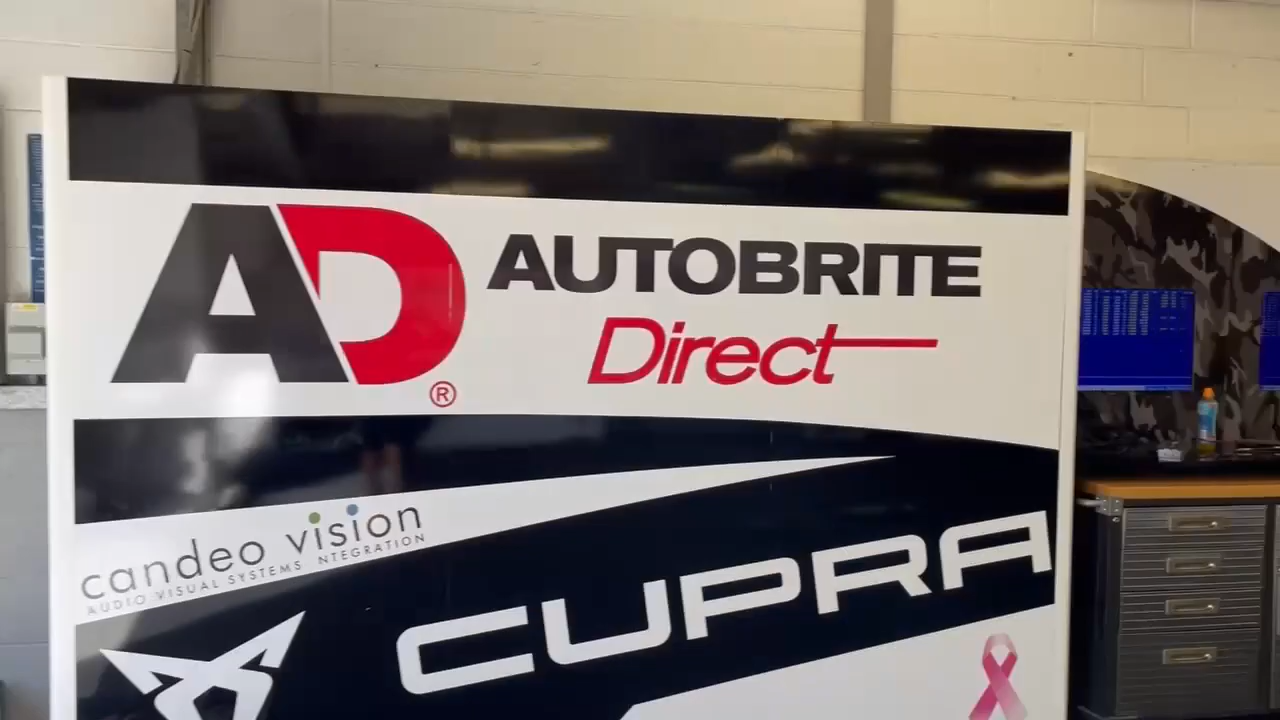 AD
®
AUTOBRITE
Direct
candeo vision
AUDIO VISUAL SYSTEMS INTEGRATION
CUPRA